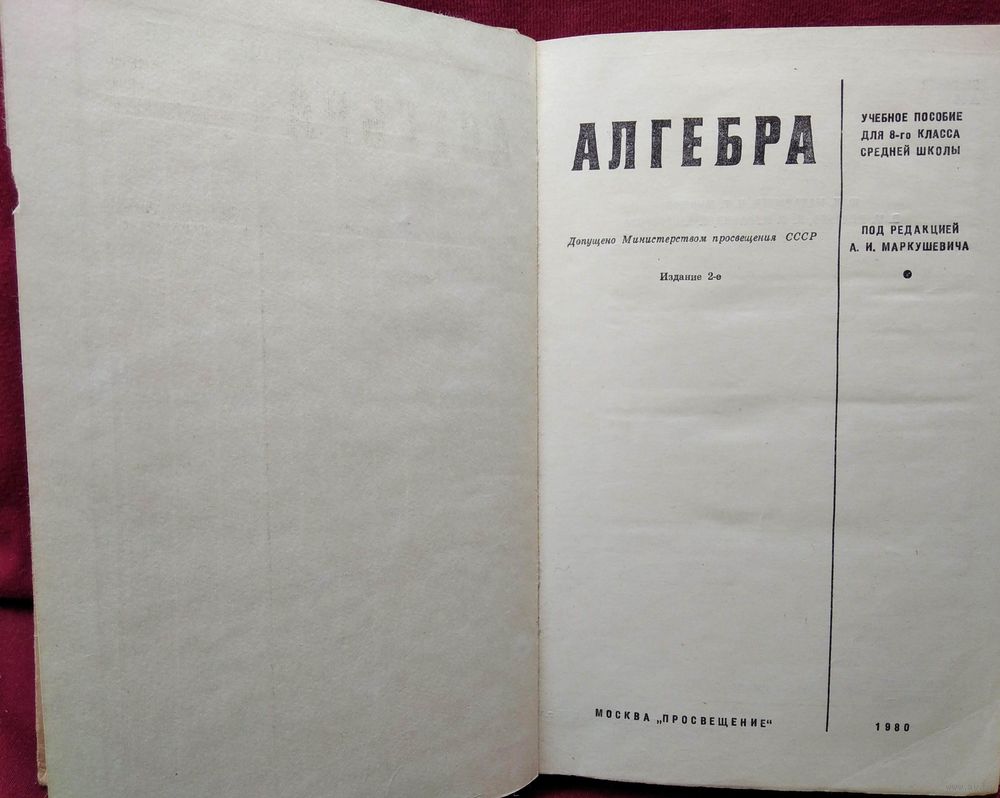 АЛГЕБРА
Допущено Министерством просвещения СССР
Издание 2-е
УЧЕБНОЕ ПОСОБИЕ
ДЛЯ 8-го КЛАССА
СРЕДНЕЙ ШКОЛЫ
ПОД РЕДАКЦИЕЙ
А. И. МАРКУШЕВИЧА
МОСКВА „ПРОСВЕЩЕНИЕ“
1980